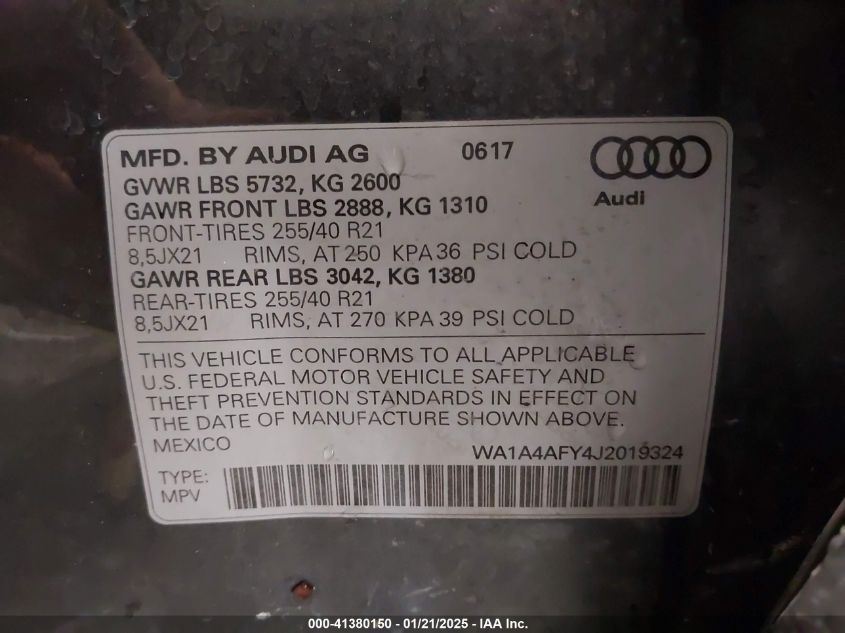 MFD. BY AUDI AG 0617
Audi
GVWR LBS 5732, KG 2600
GAWR FRONT LBS 2888, KG 1310
FRONT-TIRES 255/40 R21
8,5JX21 RIMS, AT 250 KPA 36 PSI COLD
GAWR REAR LBS 3042, KG 1380
REAR-TIRES 255/40 R21
8,5JX21 RIMS, AT 270 KPA 39 PSI COLD
THIS VEHICLE CONFORMS TO ALL APPLICABLE
U.S. FEDERAL MOTOR VEHICLE SAFETY AND
THEFT PREVENTION STANDARDS IN EFFECT ON
THE DATE OF MANUFACTURE SHOWN ABOVE.
MEXICO WA1A4AFY4J2019324
TYPE:
MPV
000-41380150 - 01/21/2025 - IAA Inc.